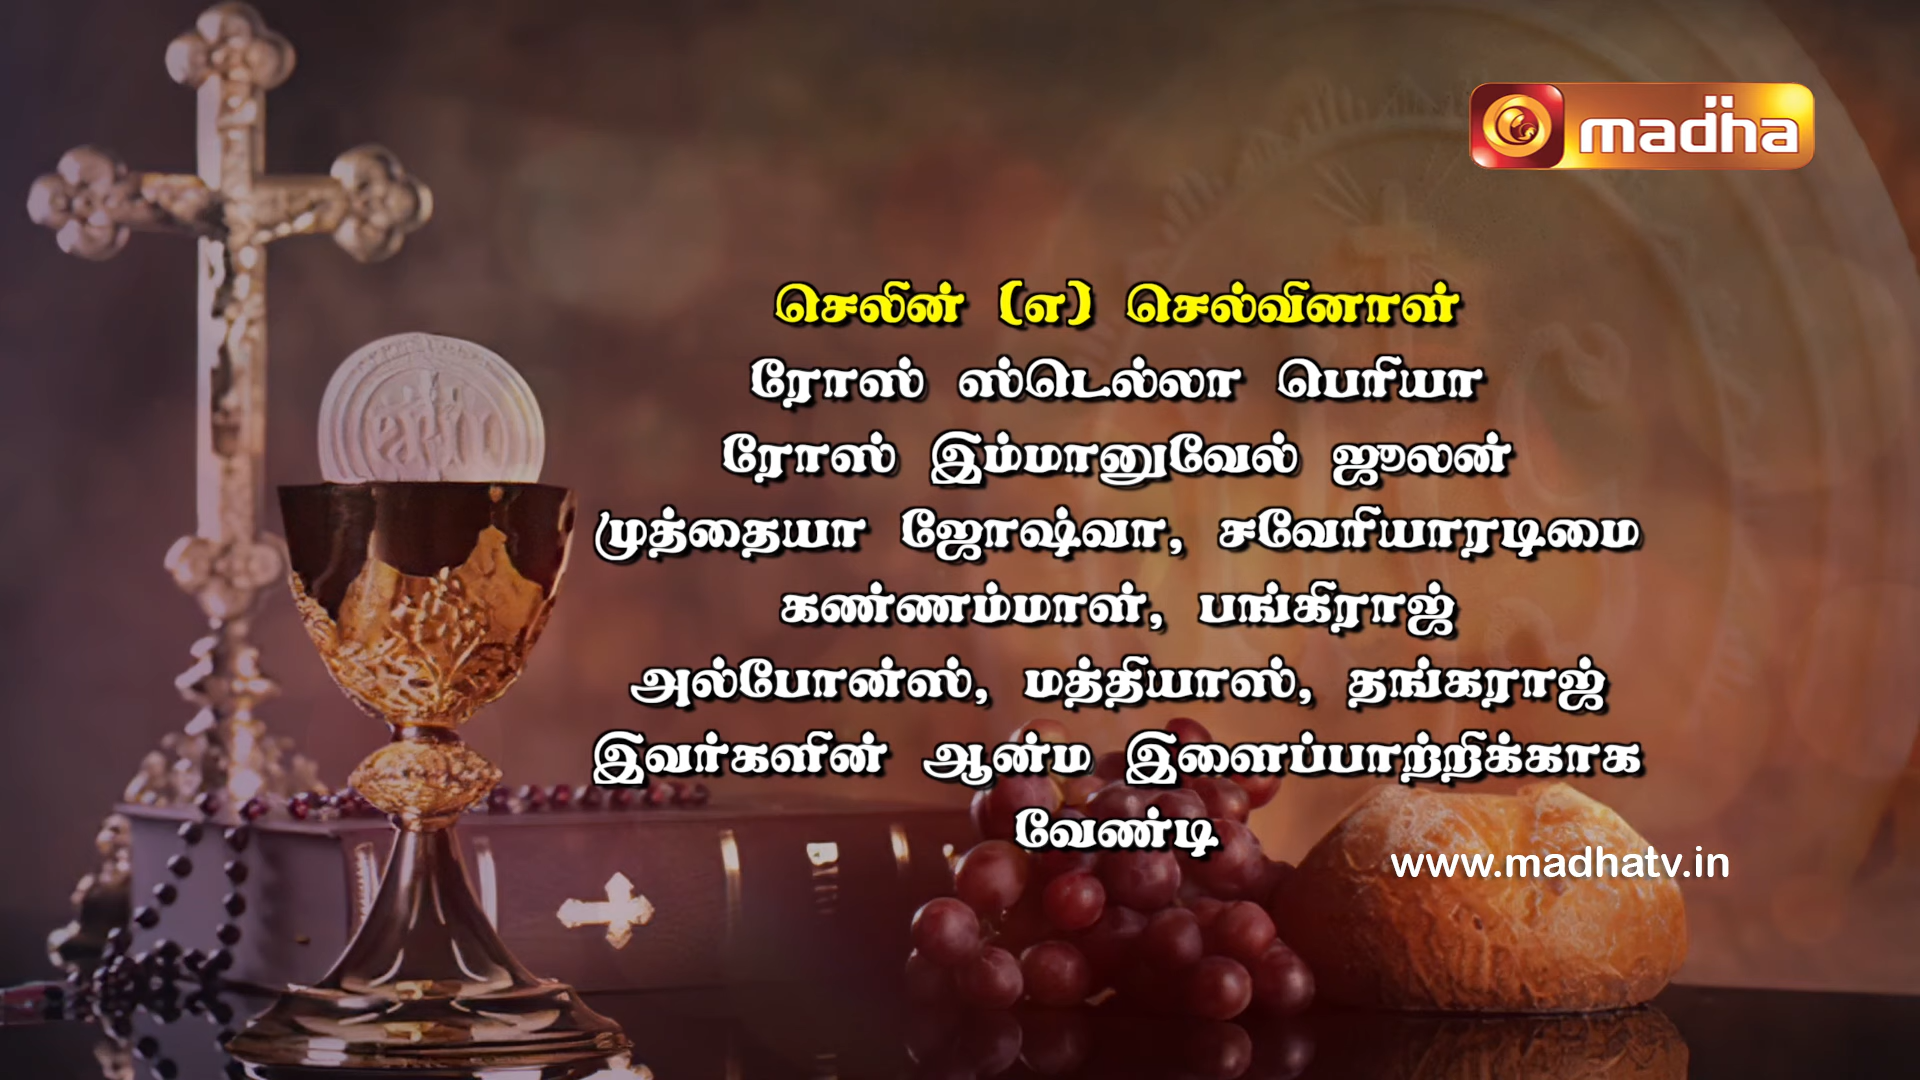 madha
செலின் (எ) செல்வினாள்
ரோஸ் ஸ்டெல்லா பெரியா
ரோஸ் இம்மானுவேல் ஜூலன்
முத்தையா ஜோஷ்வா, சவேரியாரடிமை
கண்ணம்மாள், பங்கிராஜ்
அல்போன்ஸ், மத்தியாஸ், தங்கராஜ்
இவர்களின் ஆன்ம இளைப்பாற்றிக்காக
வேண்டி
www.madhatv.in